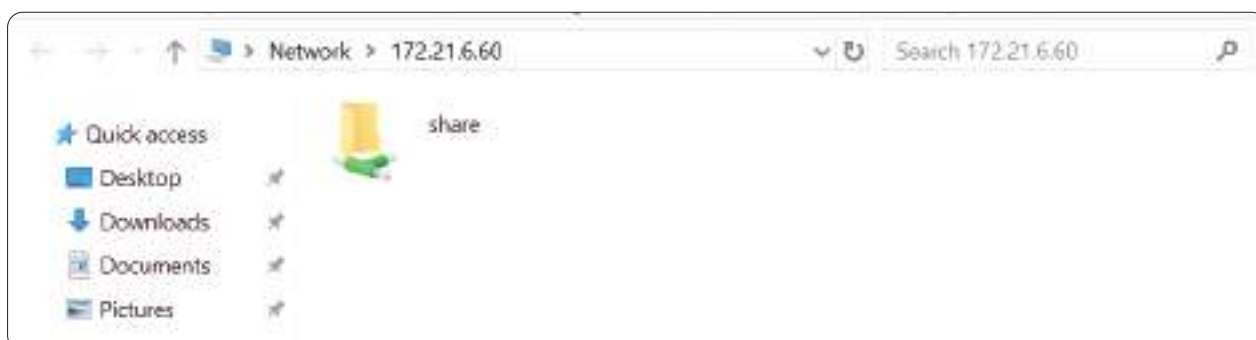 Network > 172.21.6.60
Search 172.21.6.60
Quick access
share
Desktop
Downloads
Documents
Pictures